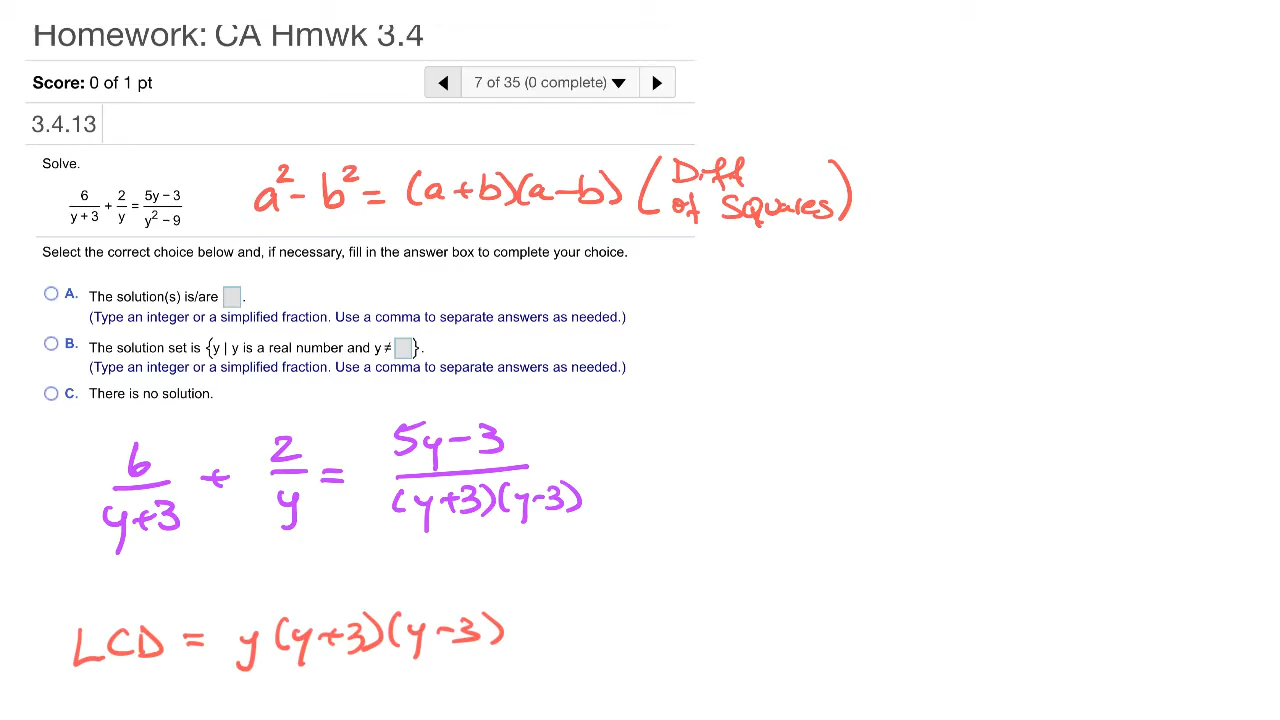 Homework: CA Hmwk 3.4
Score: 0 of 1 pt
7 of 35 (0 complete)
3.4.13
Solve.
6/(y + 3) + 2/y = (5y − 3)/(y² − 9)
a² − b² = (a + b)(a − b) (Diff of Squares)
Select the correct choice below and, if necessary, fill in the answer box to complete your choice.
A. The solution(s) is/are .
(Type an integer or a simplified fraction. Use a comma to separate answers as needed.)
B. The solution set is {y | y is a real number and y ≠ }.
(Type an integer or a simplified fraction. Use a comma to separate answers as needed.)
C. There is no solution.
6/(y+3) + 2/y = (5y − 3)/((y+3)(y−3))
LCD = y(y+3)(y−3)